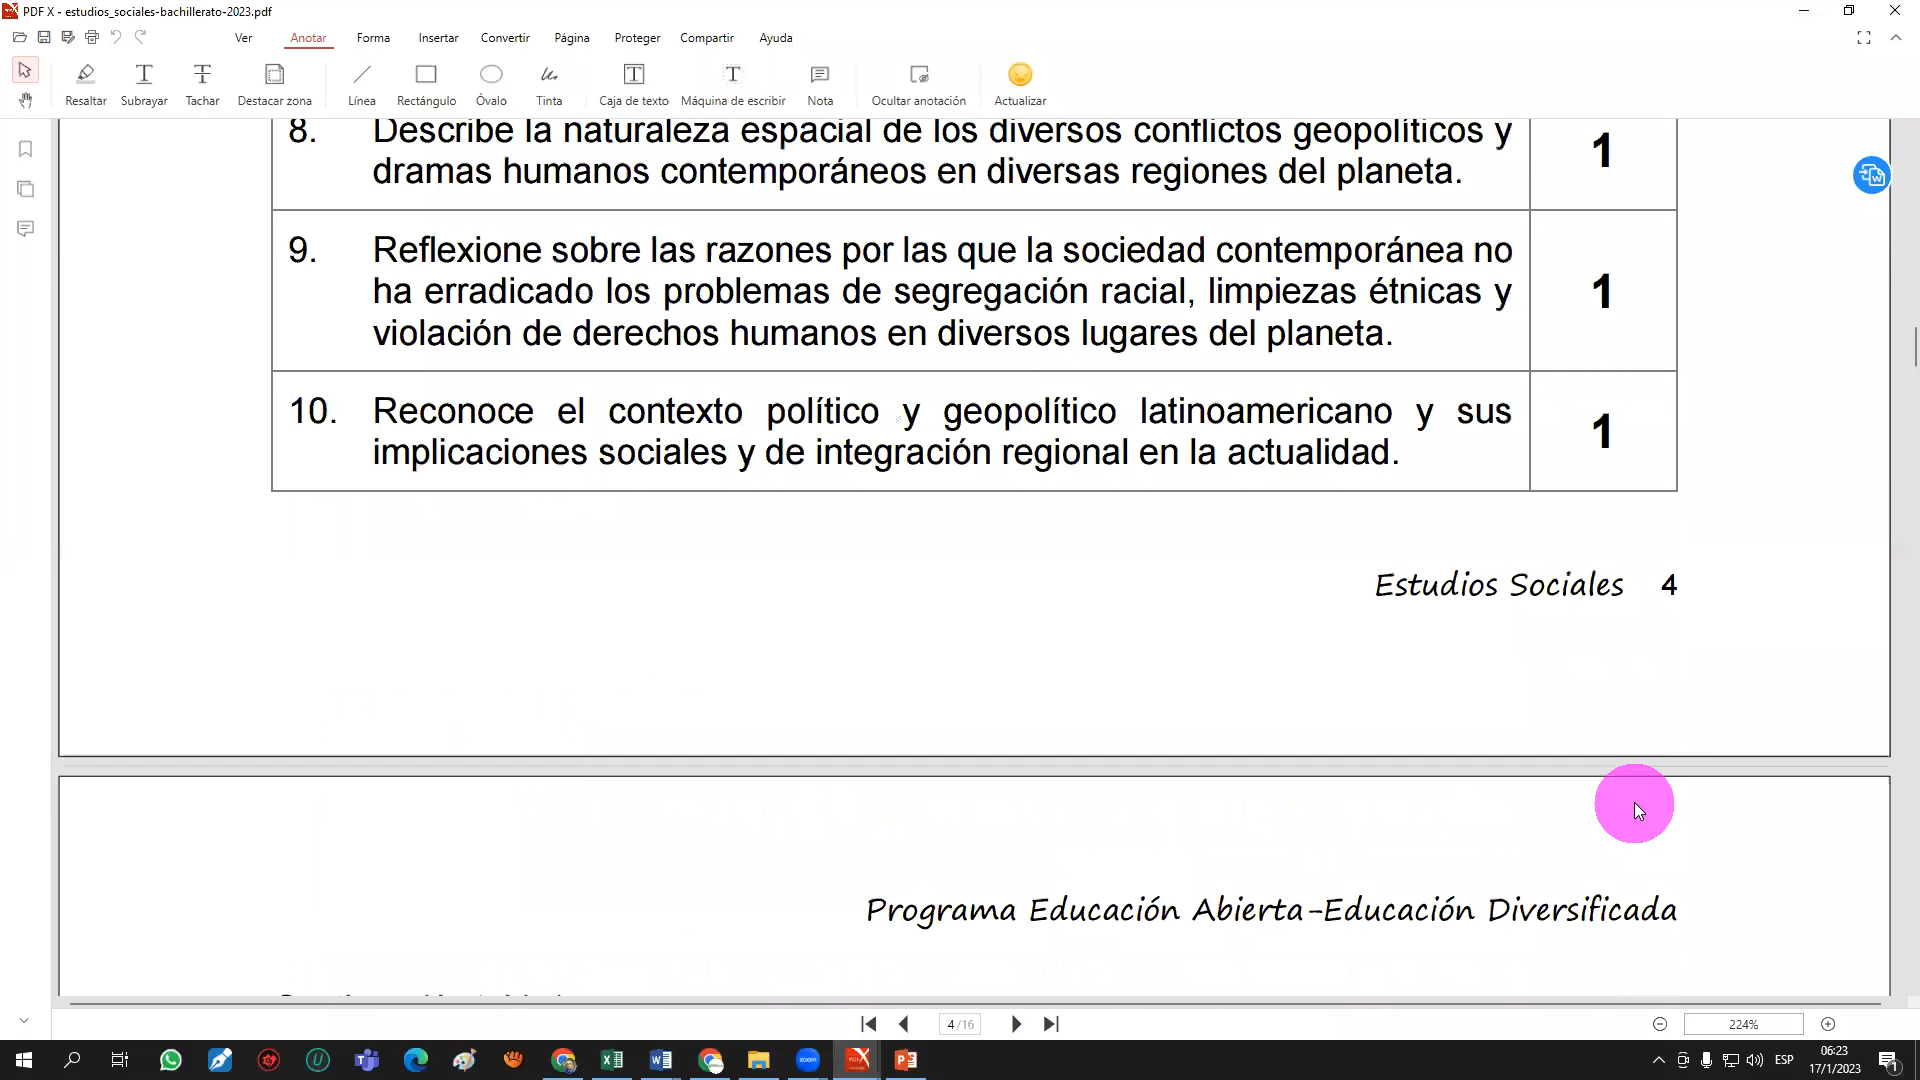 PDF X - estudios_sociales-bachillerato-2023.pdf
Ver Anotar Forma Insertar Convertir Página Proteger Compartir Ayuda
Resaltar Subrayar Tachar Destacar zona Línea Rectángulo Óvalo Tinta Caja de texto Máquina de escribir Nota Ocultar anotación Actualizar
8. Describe la naturaleza espacial de los diversos conflictos geopolíticos y
dramas humanos contemporáneos en diversas regiones del planeta.
1
9. Reflexione sobre las razones por las que la sociedad contemporánea no
ha erradicado los problemas de segregación racial, limpiezas étnicas y
violación de derechos humanos en diversos lugares del planeta.
1
10. Reconoce el contexto político y geopolítico latinoamericano y sus
implicaciones sociales y de integración regional en la actualidad.
1
Estudios Sociales 4
Programa Educación Abierta-Educación Diversificada
4 /16
224%
ESP
06:23
17/1/2023